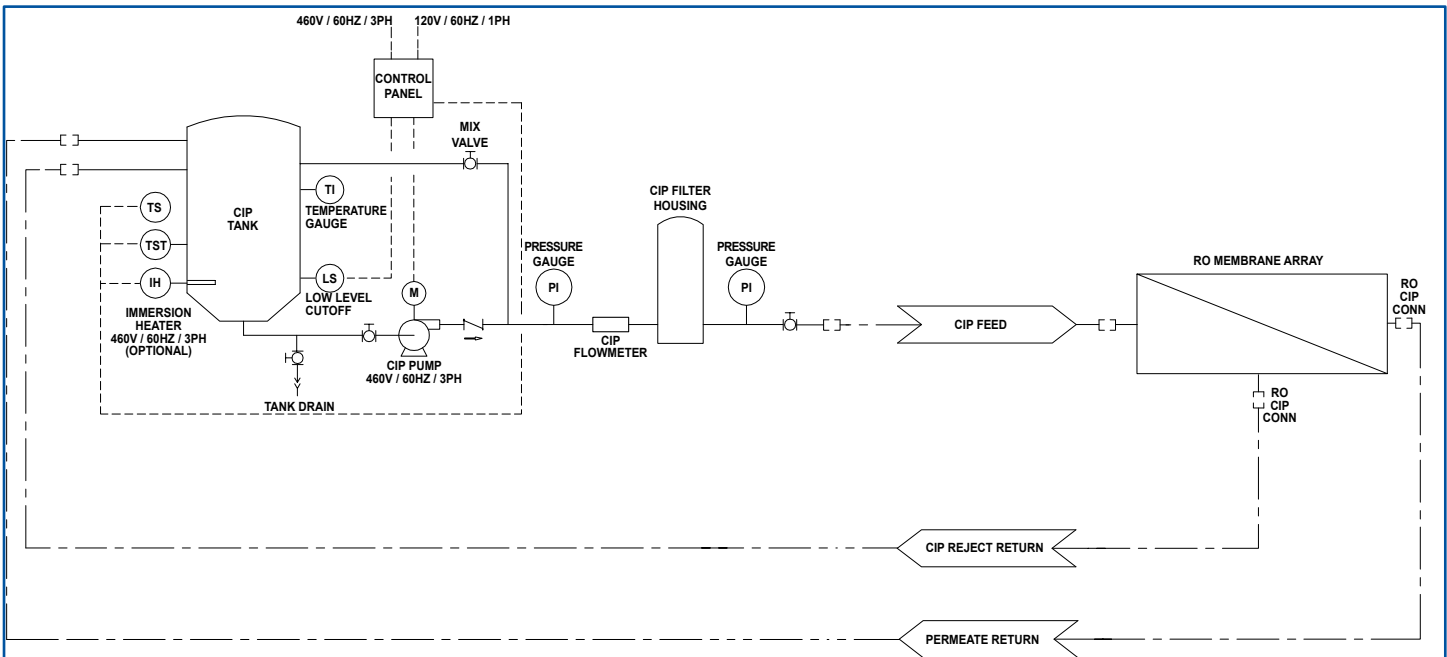 460V / 60HZ / 3PH
120V / 60HZ / 1PH
CONTROL
PANEL
MIX
VALVE
TI
TEMPERATURE
GAUGE
CIP
TANK
TS
TST
IH
IMMERSION
HEATER
460V / 60HZ / 3PH
(OPTIONAL)
LS
LOW LEVEL
CUTOFF
M
CIP PUMP
460V / 60HZ / 3PH
TANK DRAIN
PRESSURE
GAUGE
PI
CIP
FLOWMETER
CIP FILTER
HOUSING
PRESSURE
GAUGE
PI
CIP FEED
RO MEMBRANE ARRAY
RO
CIP
CONN
RO
CIP
CONN
CIP REJECT RETURN
PERMEATE RETURN